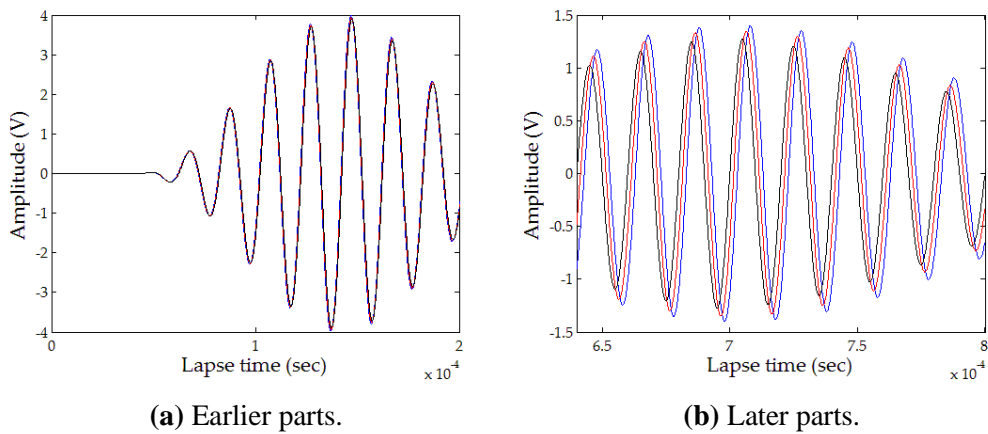 4
3
2
1
0
-1
-2
-3
-4
0
1
2
Amplitude (V)
Lapse time (sec)
x 10-4
(a) Earlier parts.
1.5
1
0.5
0
-0.5
-1
-1.5
6.5
7
7.5
8
Amplitude (V)
Lapse time (sec)
x 10-4
(b) Later parts.